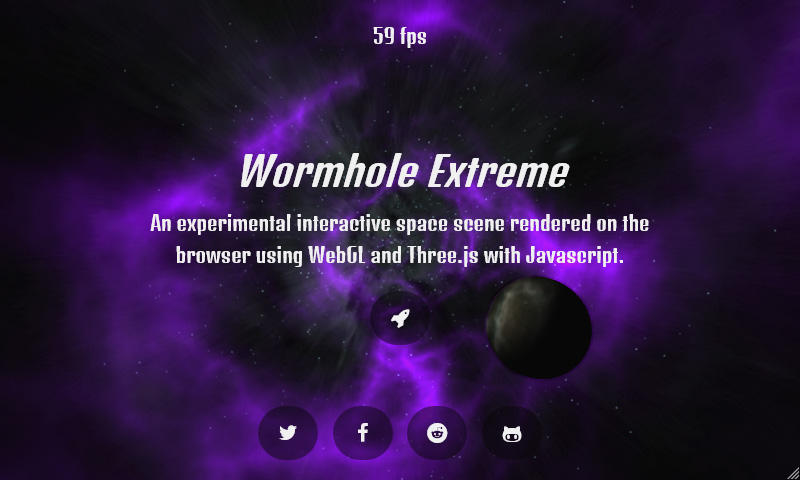 59 fps
Wormhole Extreme
An experimental interactive space scene rendered on the
browser using WebGL and Three.js with Javascript.